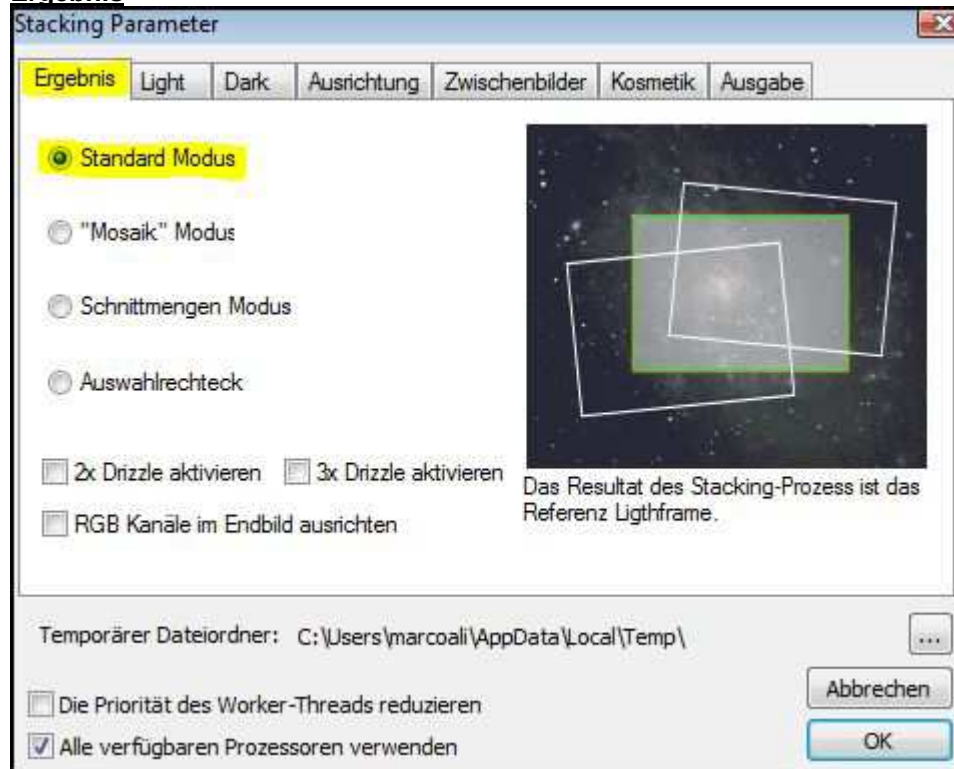 Ergebnis
Stacking Parameter
Ergebnis Light Dark Ausrichtung Zwischenbilder Kosmetik Ausgabe
Standard Modus
"Mosaik" Modus
Schnittmengen Modus
Auswahlrechteck
2x Drizzle aktivieren 3x Drizzle aktivieren
RGB Kanäle im Endbild ausrichten
Das Resultat des Stacking-Prozess ist das
Referenz Ligthframe.
Temporärer Dateiordner: C:\Users\marcoali\AppData\Local\Temp\
...
Die Priorität des Worker-Threads reduzieren
Abbrechen
Alle verfügbaren Prozessoren verwenden
OK